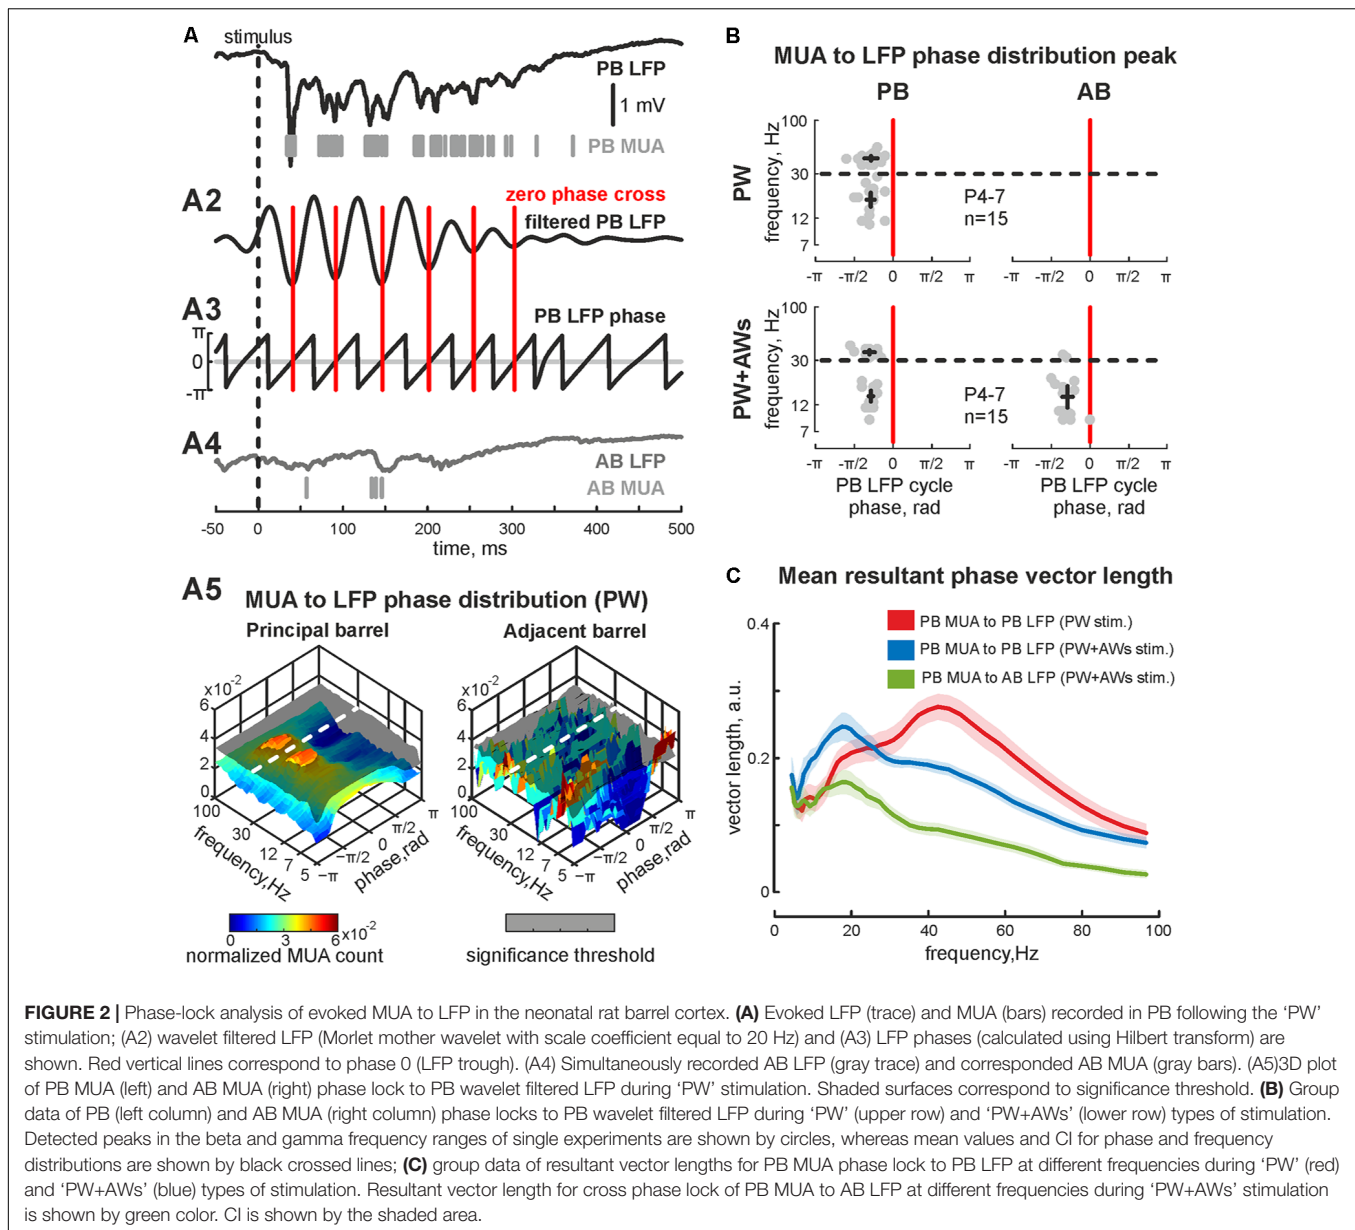 A
stimulus
PB LFP
1 mV
PB MUA
A2
zero phase cross
filtered PB LFP
A3
PB LFP phase
π
0
-π
A4
AB LFP
AB MUA
-50 0 100 200 300 400 500
time, ms
A5
MUA to LFP phase distribution (PW)
Principal barrel
Adjacent barrel
x10-2
6
4
2
0
100
30
12
7
5
frequency,Hz
−π
−π/2
0
π/2
π
phase,rad
x10-2
6
4
2
0
100
30
12
7
5
frequency,Hz
−π
−π/2
0
π/2
π
phase,rad
0 3 6 x10-2
normalized MUA count
significance threshold
B
MUA to LFP phase distribution peak
PB AB
PW
frequency, Hz
100
30
12
7
P4-7
n=15
-π -π/2 0 π/2 π
-π -π/2 0 π/2 π
PW+AWs
frequency, Hz
100
30
12
7
P4-7
n=15
-π -π/2 0 π/2 π
-π -π/2 0 π/2 π
PB LFP cycle
phase, rad
PB LFP cycle
phase, rad
C
Mean resultant phase vector length
PB MUA to PB LFP (PW stim.)
PB MUA to PB LFP (PW+AWs stim.)
PB MUA to AB LFP (PW+AWs stim.)
vector length, a.u.
0.4
0.2
0
0 20 40 60 80 100
frequency,Hz
FIGURE 2 | Phase-lock analysis of evoked MUA to LFP in the neonatal rat barrel cortex. (A) Evoked LFP (trace) and MUA (bars) recorded in PB following the ‘PW’
stimulation; (A2) wavelet filtered LFP (Morlet mother wavelet with scale coefficient equal to 20 Hz) and (A3) LFP phases (calculated using Hilbert transform) are
shown. Red vertical lines correspond to phase 0 (LFP trough). (A4) Simultaneously recorded AB LFP (gray trace) and corresponded AB MUA (gray bars). (A5)3D plot
of PB MUA (left) and AB MUA (right) phase lock to PB wavelet filtered LFP during ‘PW’ stimulation. Shaded surfaces correspond to significance threshold. (B) Group
data of PB (left column) and AB MUA (right column) phase locks to PB wavelet filtered LFP during ‘PW’ (upper row) and ‘PW+AWs’ (lower row) types of stimulation.
Detected peaks in the beta and gamma frequency ranges of single experiments are shown by circles, whereas mean values and CI for phase and frequency
distributions are shown by black crossed lines; (C) group data of resultant vector lengths for PB MUA phase lock to PB LFP at different frequencies during ‘PW’ (red)
and ‘PW+AWs’ (blue) types of stimulation. Resultant vector length for cross phase lock of PB MUA to AB LFP at different frequencies during ‘PW+AWs’ stimulation
is shown by green color. CI is shown by the shaded area.